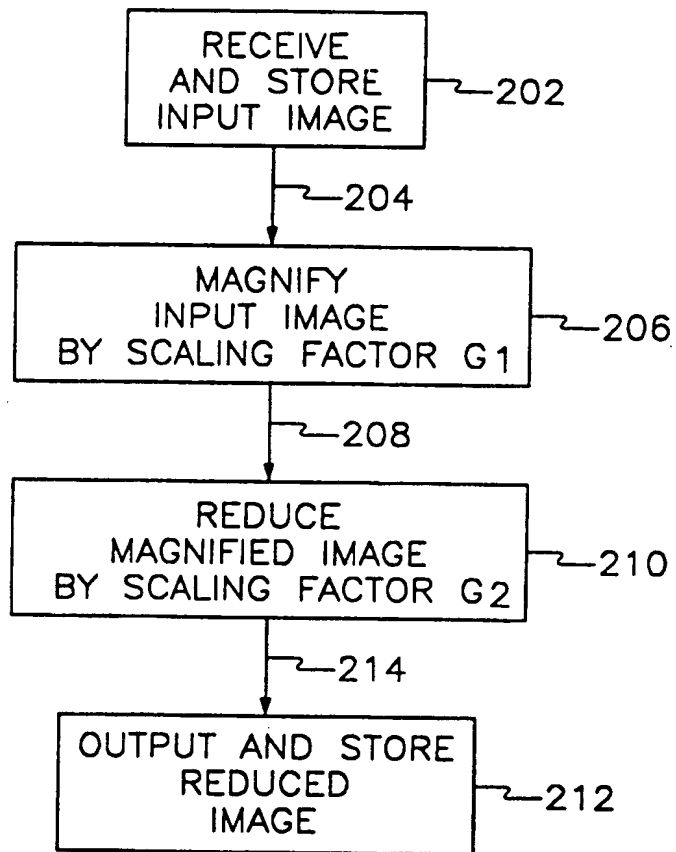 RECEIVE
AND STORE
INPUT IMAGE
202
204
MAGNIFY
INPUT IMAGE
BY SCALING FACTOR G1
206
208
REDUCE
MAGNIFIED IMAGE
BY SCALING FACTOR G2
210
214
OUTPUT AND STORE
REDUCED
IMAGE
212